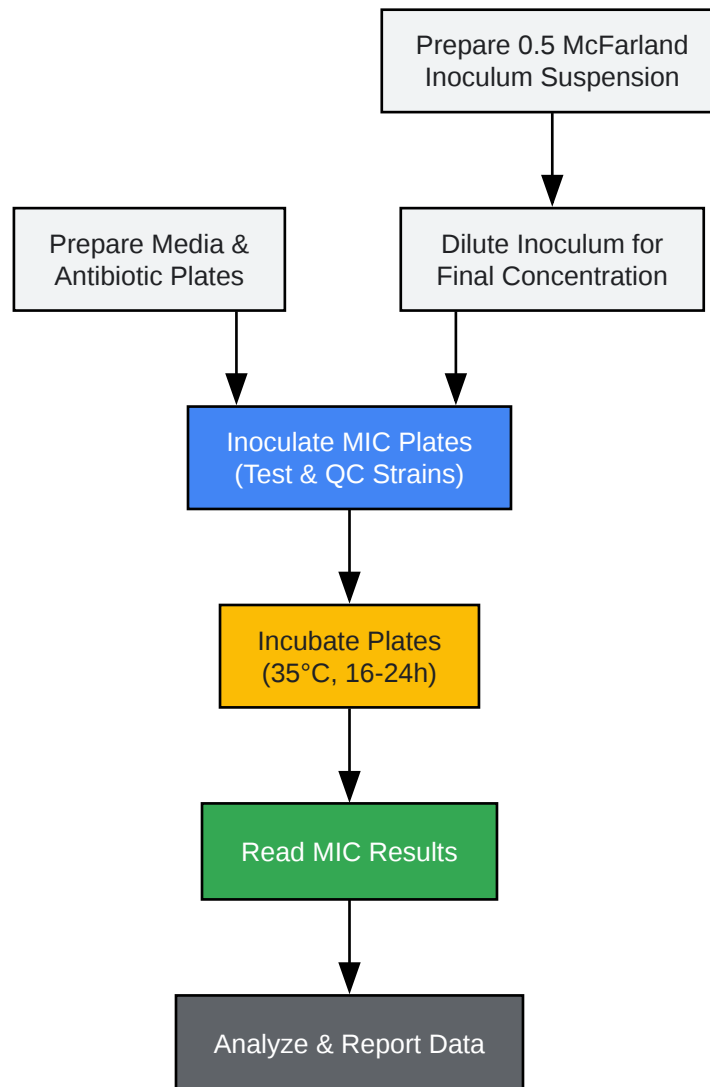 Prepare 0.5 McFarland
Inoculum Suspension
Prepare Media &
Antibiotic Plates
Dilute Inoculum for
Final Concentration
Inoculate MIC Plates
(Test & QC Strains)
Incubate Plates
(35°C, 16-24h)
Read MIC Results
Analyze & Report Data